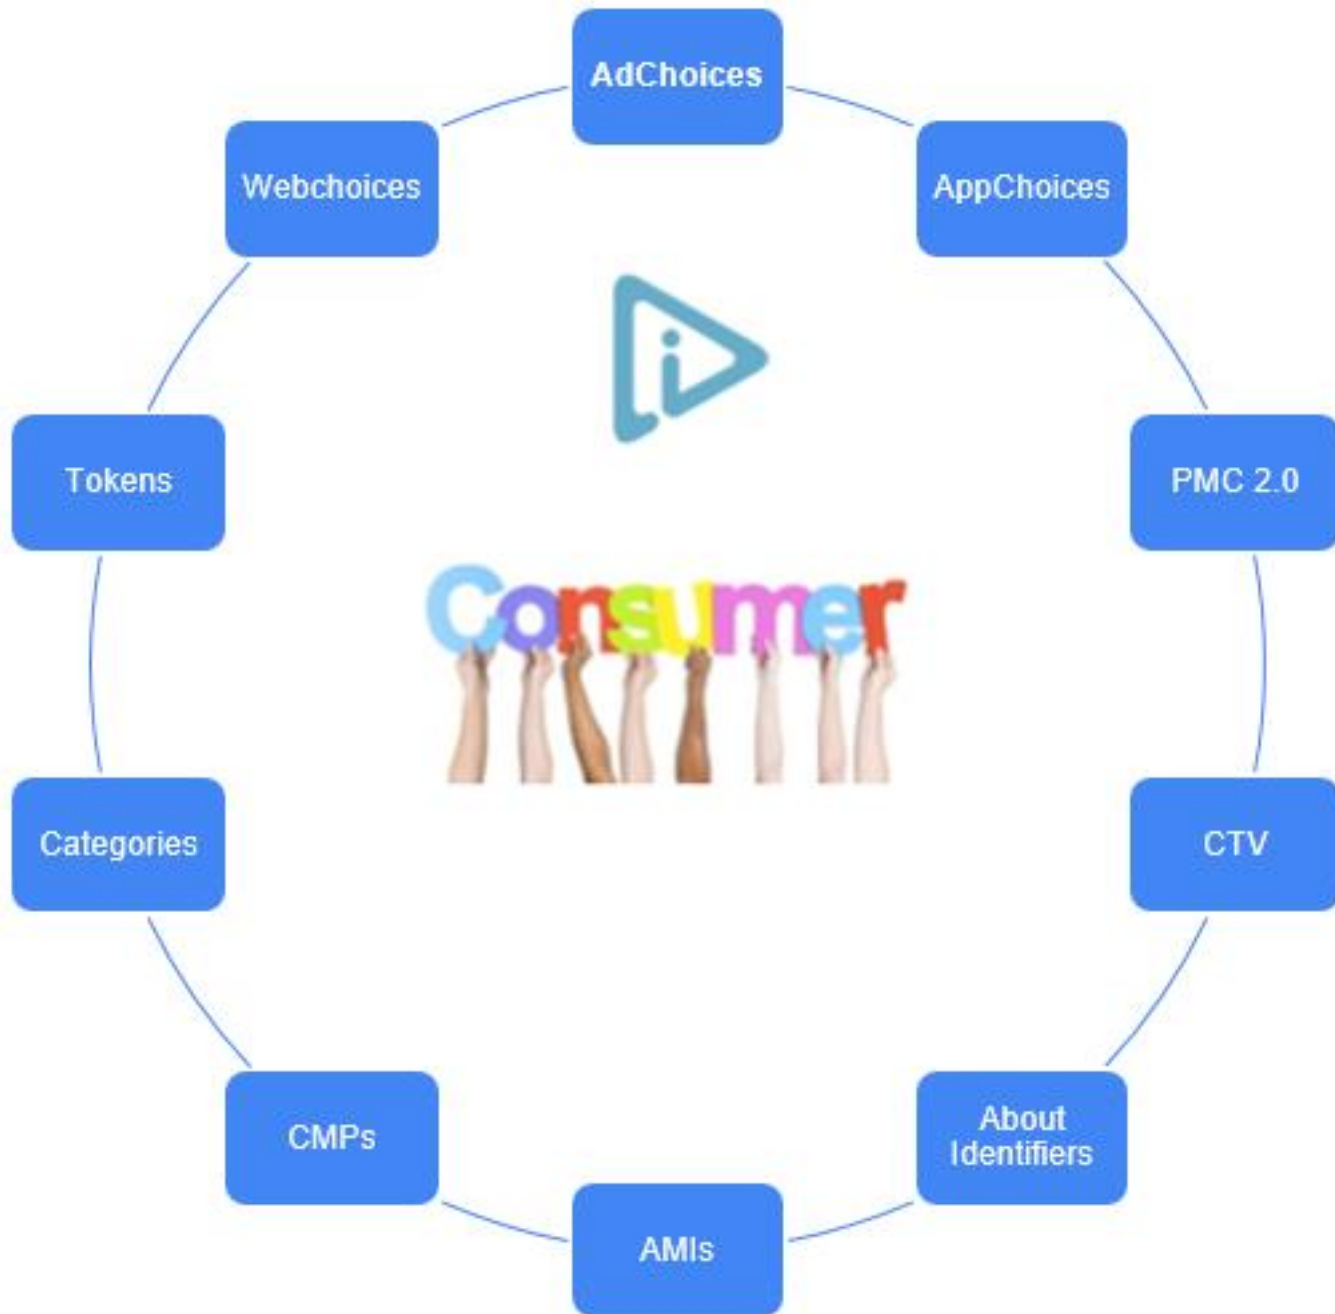 AdChoices
Webchoices
AppChoices
i
Tokens
PMC 2.0
Consumer
Categories
CTV
CMPs
About
Identifiers
AMIs